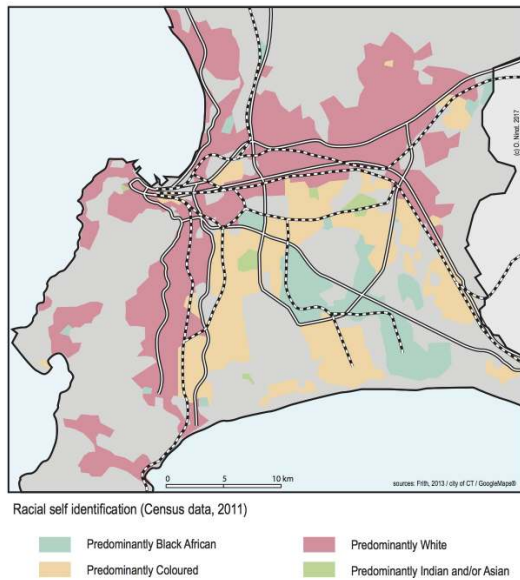 (c) O. Ninot, 2017
0 5 10 km
sources: Frith, 2013 / city of CT / GoogleMaps®
Racial self identification (Census data, 2011)
Predominantly Black African
Predominantly White
Predominantly Coloured
Predominantly Indian and/or Asian